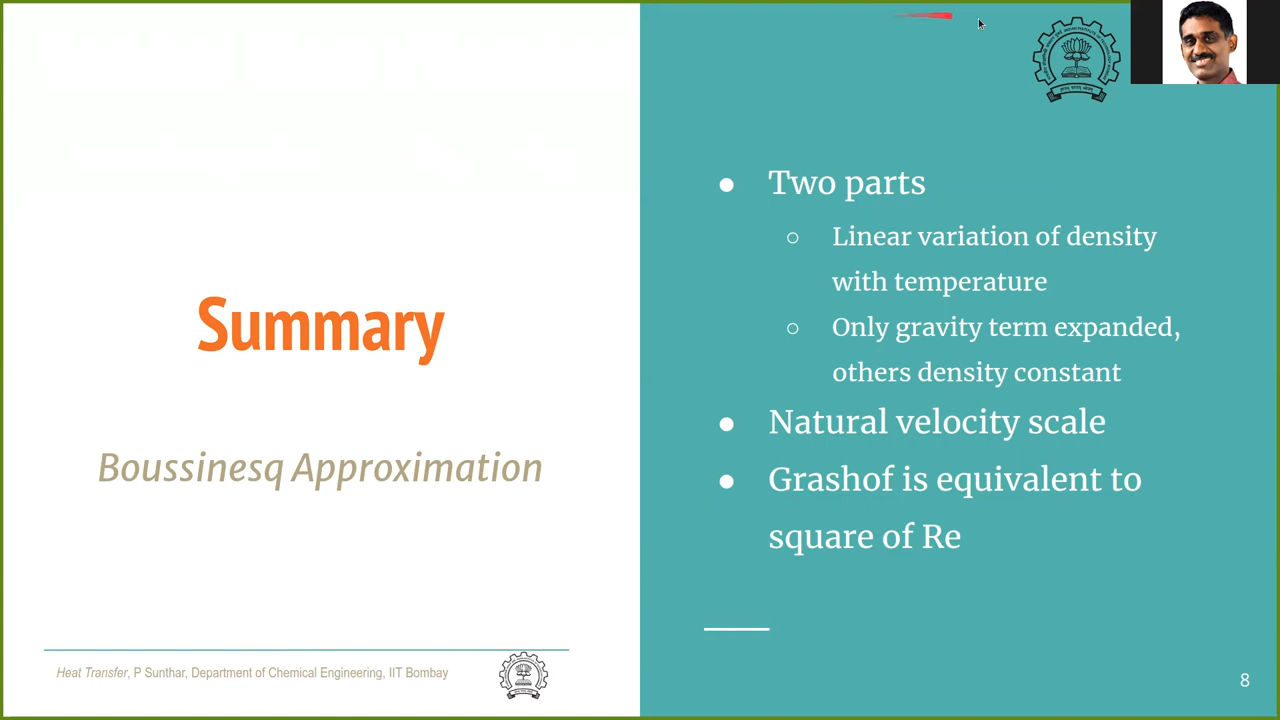 Summary
Boussinesq Approximation
Heat Transfer, P Sunthar, Department of Chemical Engineering, IIT Bombay
● Two parts
○ Linear variation of density
with temperature
○ Only gravity term expanded,
others density constant
● Natural velocity scale
● Grashof is equivalent to
square of Re
8